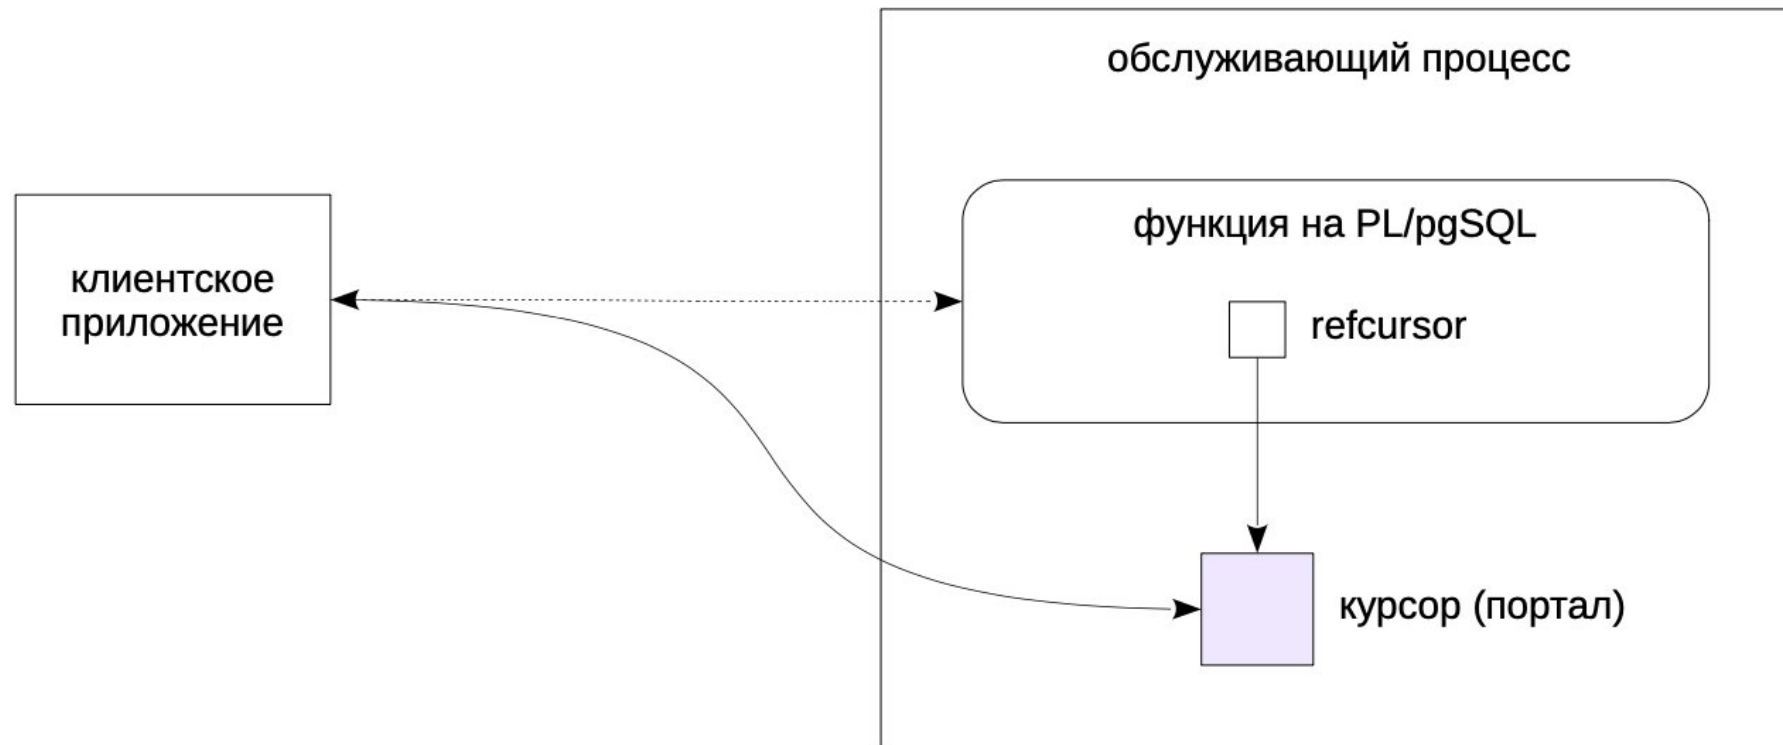 обслуживающий процесс
функция на PL/pgSQL
клиентское
приложение
refcursor
курсор (портал)